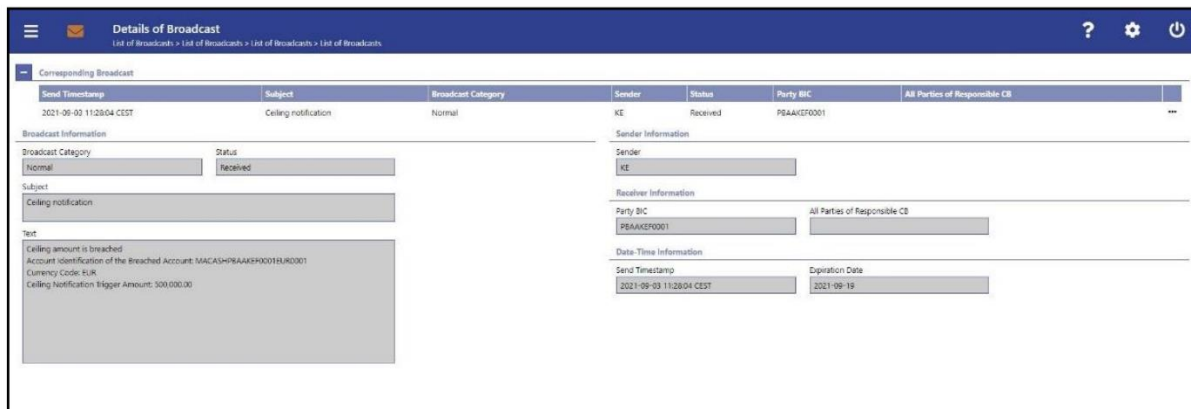 Details of Broadcast
List of Broadcasts > List of Broadcasts > List of Broadcasts > List of Broadcasts
Corresponding Broadcast
Send Timestamp Subject Broadcast Category Sender Status Party BIC All Parties of Responsible CB
2021-09-03 11:28:04 CEST Ceiling notification Normal KE Received PBAAKEF0001
Broadcast Information
Broadcast Category Status
Normal Received
Subject
Ceiling notification
Text
Ceiling amount is breached
Account Identification of the Breached Account: MACASHPBAAKEF0001EUR0001
Currency Code: EUR
Ceiling Notification Trigger Amount: 500,000.00
Sender Information
Sender
KE
Receiver Information
Party BIC All Parties of Responsible CB
PBAAKEF0001
Date-Time Information
Send Timestamp Expiration Date
2021-09-03 11:28:04 CEST 2021-09-19